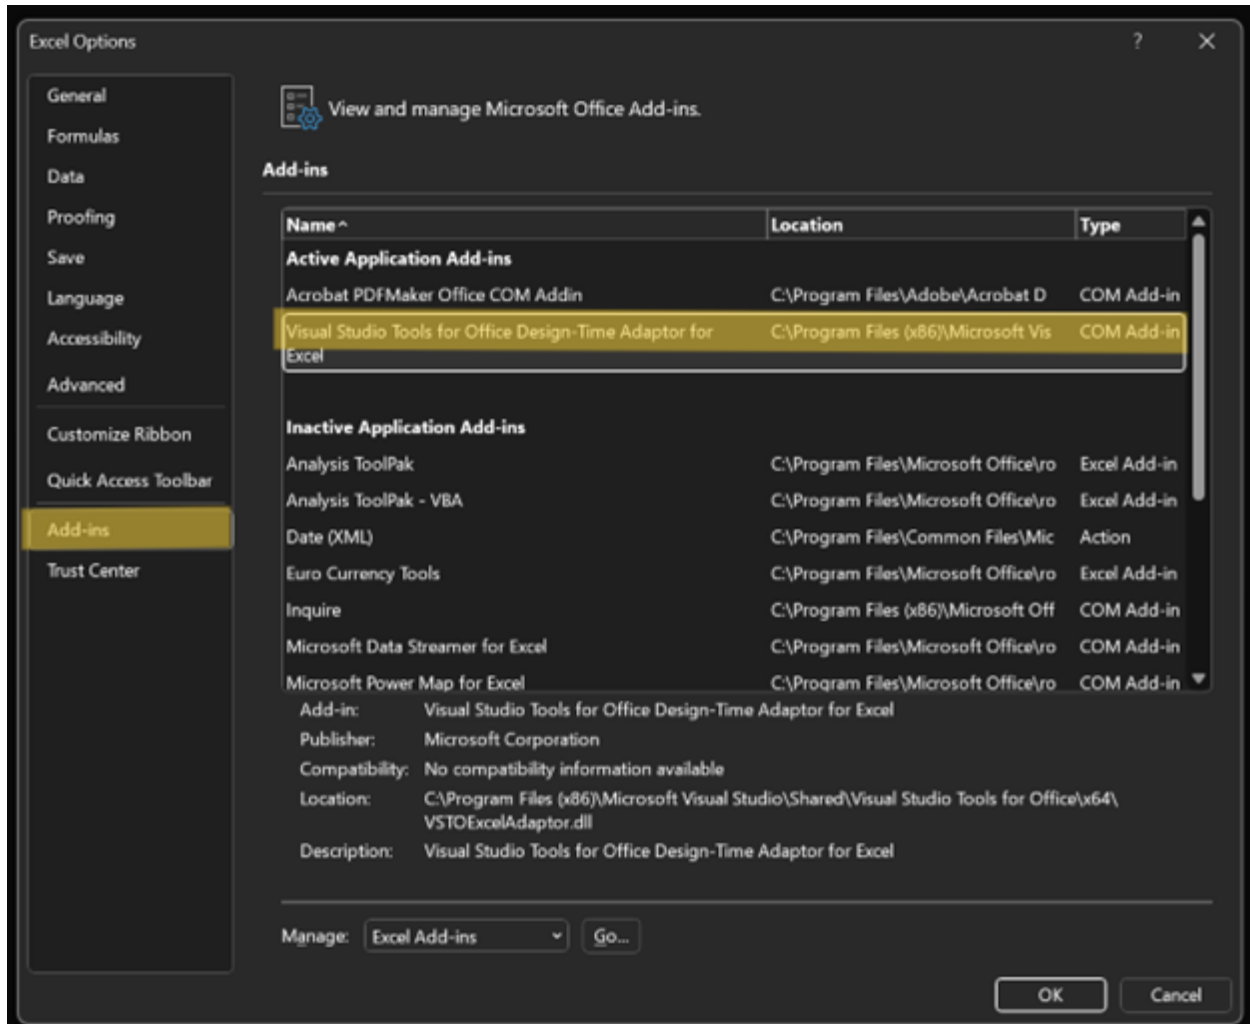 Excel Options
?
General
Formulas
Data
Proofing
Save
Language
Accessibility
Advanced
Customize Ribbon
Quick Access Toolbar
Add-ins
Trust Center
View and manage Microsoft Office Add-ins.
Add-ins
Name Location Type
Active Application Add-ins
Acrobat PDFMaker Office COM Addin C:\Program Files\Adobe\Acrobat D COM Add-in
Visual Studio Tools for Office Design-Time Adaptor for C:\Program Files (x86)\Microsoft Vis COM Add-in
Excel
Inactive Application Add-ins
Analysis ToolPak C:\Program Files\Microsoft Office\ro Excel Add-in
Analysis ToolPak - VBA C:\Program Files\Microsoft Office\ro Excel Add-in
Date (XML) C:\Program Files\Common Files\Mic Action
Euro Currency Tools C:\Program Files\Microsoft Office\ro Excel Add-in
Inquire C:\Program Files (x86)\Microsoft Off COM Add-in
Microsoft Data Streamer for Excel C:\Program Files\Microsoft Office\ro COM Add-in
Microsoft Power Map for Excel C:\Program Files\Microsoft Office\ro COM Add-in
Add-in: Visual Studio Tools for Office Design-Time Adaptor for Excel
Publisher: Microsoft Corporation
Compatibility: No compatibility information available
Location: C:\Program Files (x86)\Microsoft Visual Studio\Shared\Visual Studio Tools for Office\x64\
VSTOExcelAdaptor.dll
Description: Visual Studio Tools for Office Design-Time Adaptor for Excel
Manage: Excel Add-ins Go...
OK Cancel